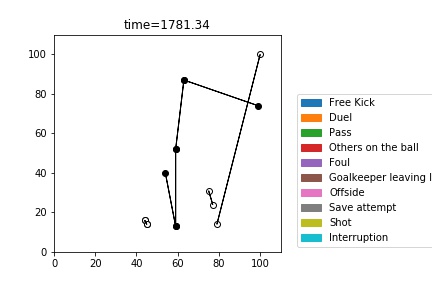 time=1781.34
100
80
60
40
20
0
0 20 40 60 80 100
Free Kick
Duel
Pass
Others on the ball
Foul
Goalkeeper leaving l
Offside
Save attempt
Shot
Interruption